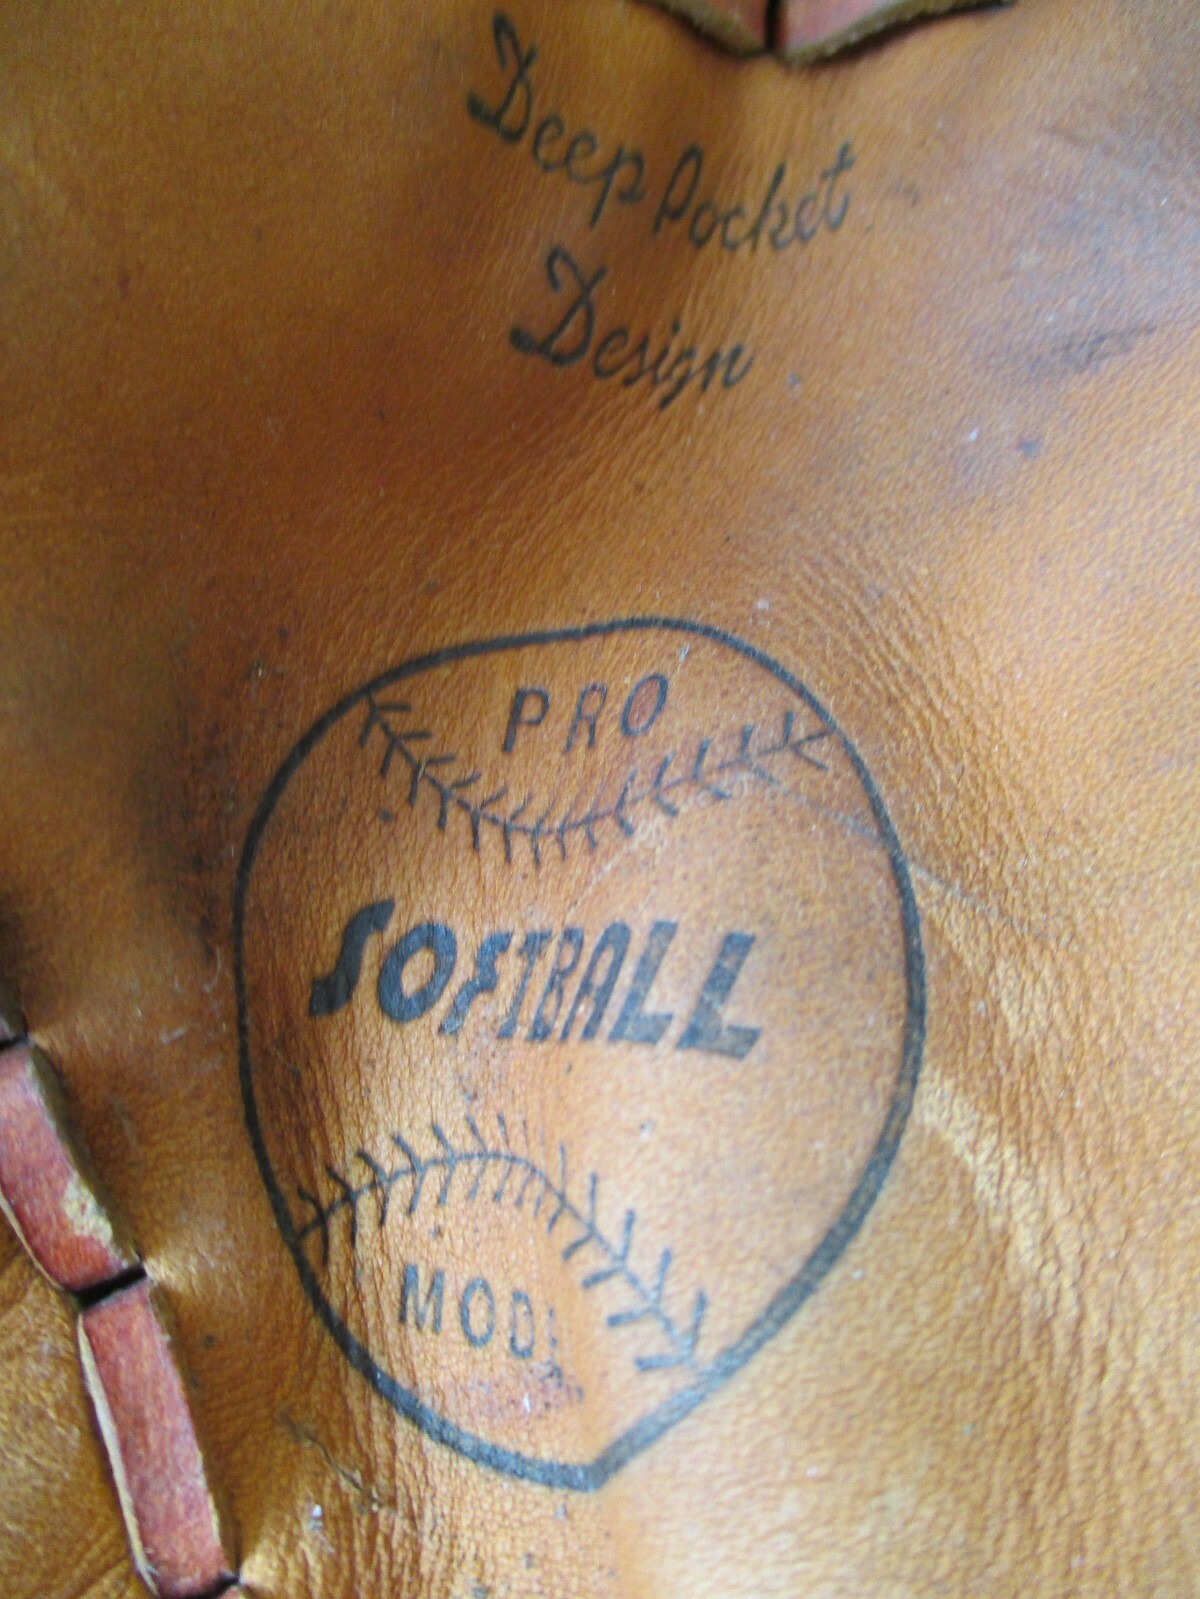 Deep Pocket
Design
PRO
SOFTBALL